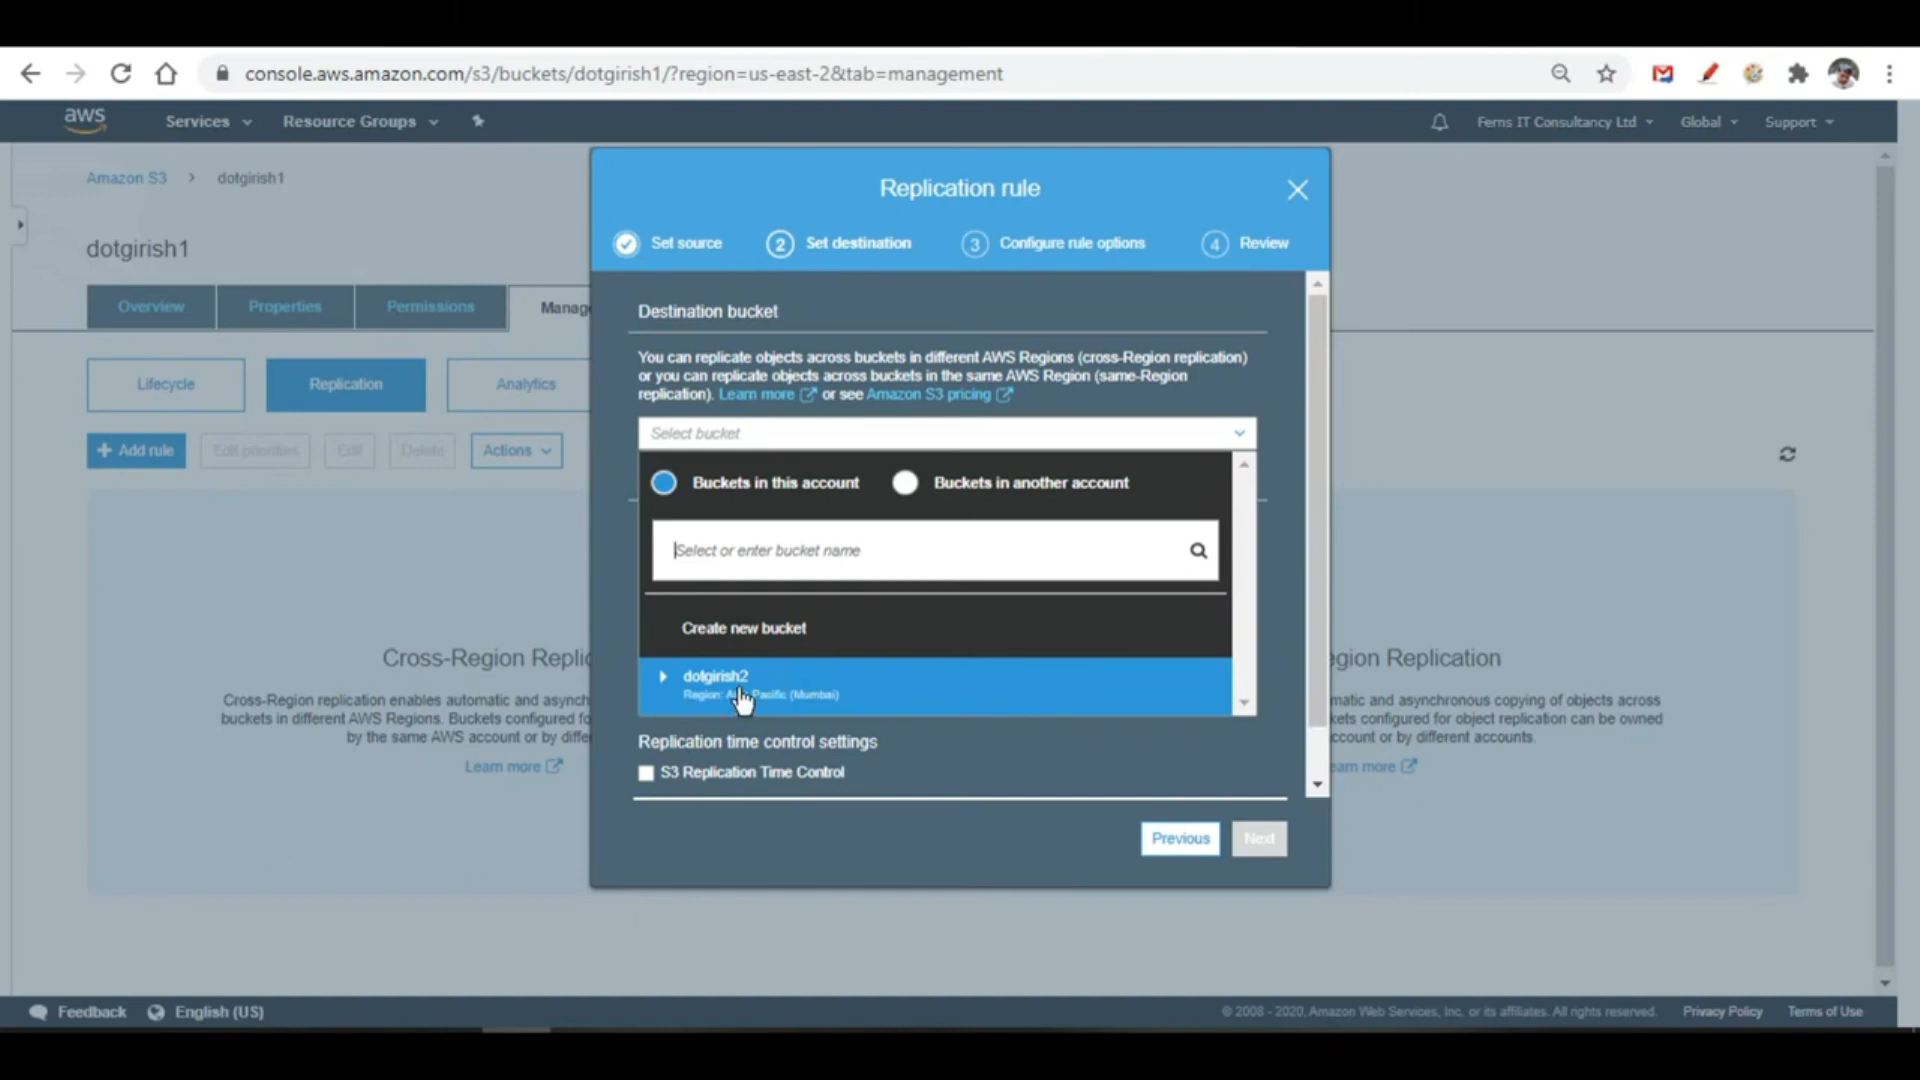 console.aws.amazon.com/s3/buckets/dotgirish1/?region=us-east-2&tab=management
aws
Services
Resource Groups
Ferns IT Consultancy Ltd
Global
Support
Amazon S3 > dotgirish1
dotgirish1
Overview
Properties
Permissions
Manag
Lifecycle
Replication
Analytics
+ Add rule
Edit priorities
Edit
Delete
Actions
Cross-Region Replic
Cross-Region replication enables automatic and asynch
buckets in different AWS Regions. Buckets configured fo
by the same AWS account or by diffe
Learn more
egion Replication
matic and asynchronous copying of objects across
kets configured for object replication can be owned
ccount or by different accounts.
earn more
Replication rule
Set source
2 Set destination
3 Configure rule options
4 Review
Destination bucket
You can replicate objects across buckets in different AWS Regions (cross-Region replication)
or you can replicate objects across buckets in the same AWS Region (same-Region
replication). Learn more or see Amazon S3 pricing
Select bucket
Buckets in this account
Buckets in another account
Select or enter bucket name
Create new bucket
dotgirish2
Region: Pacific (Mumbai)
Replication time control settings
S3 Replication Time Control
Previous
Next
Feedback
English (US)
© 2008 - 2020, Amazon Web Services, Inc. or its affiliates. All rights reserved.
Privacy Policy
Terms of Use